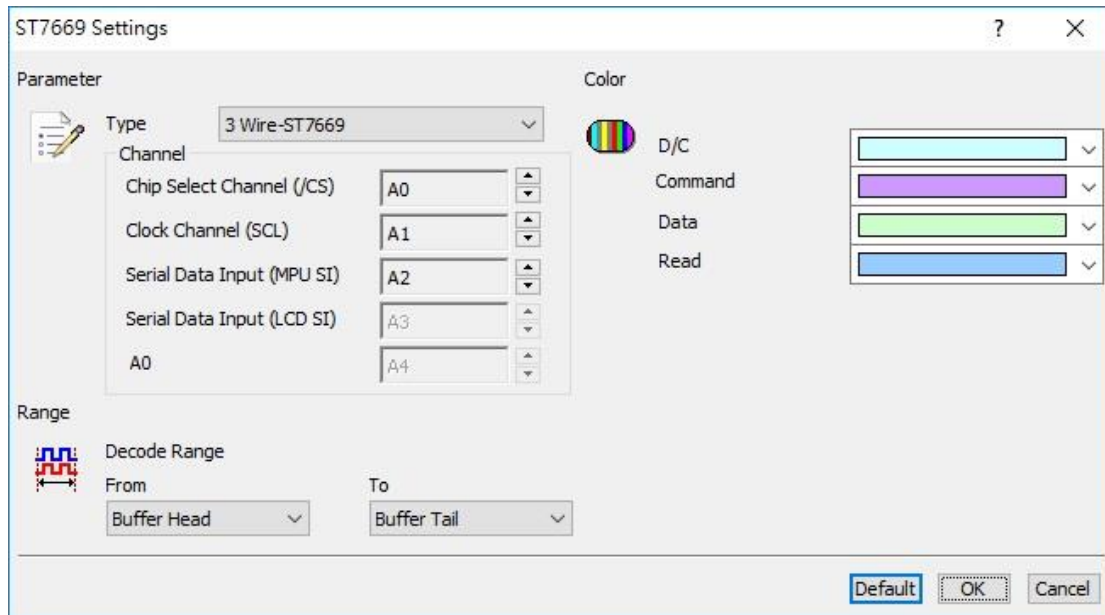 ST7669 Settings
?
Parameter
Type
3 Wire-ST7669
Channel
Chip Select Channel (/CS)
A0
Clock Channel (SCL)
A1
Serial Data Input (MPU SI)
A2
Serial Data Input (LCD SI)
A3
A0
A4
Color
D/C
Command
Data
Read
Range
Decode Range
From
To
Buffer Head
Buffer Tail
Default
OK
Cancel